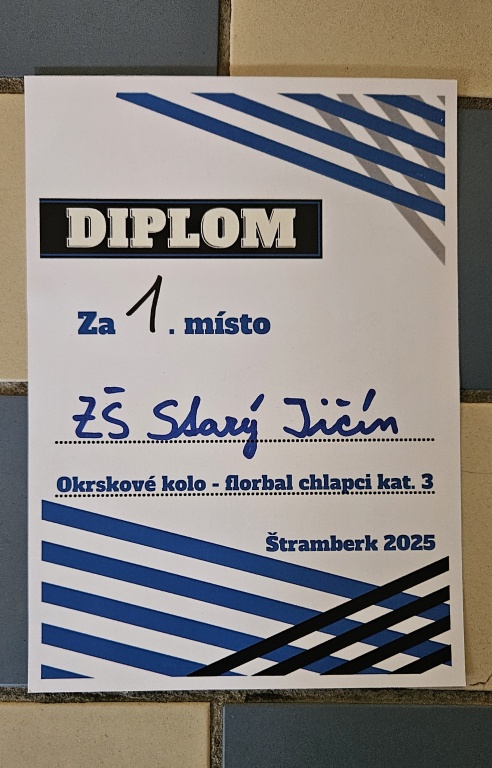 DIPLOM
Za 1. místo
ZŠ Starý Jičín
Okrskové kolo - florbal chlapci kat. 3
Štramberk 2025